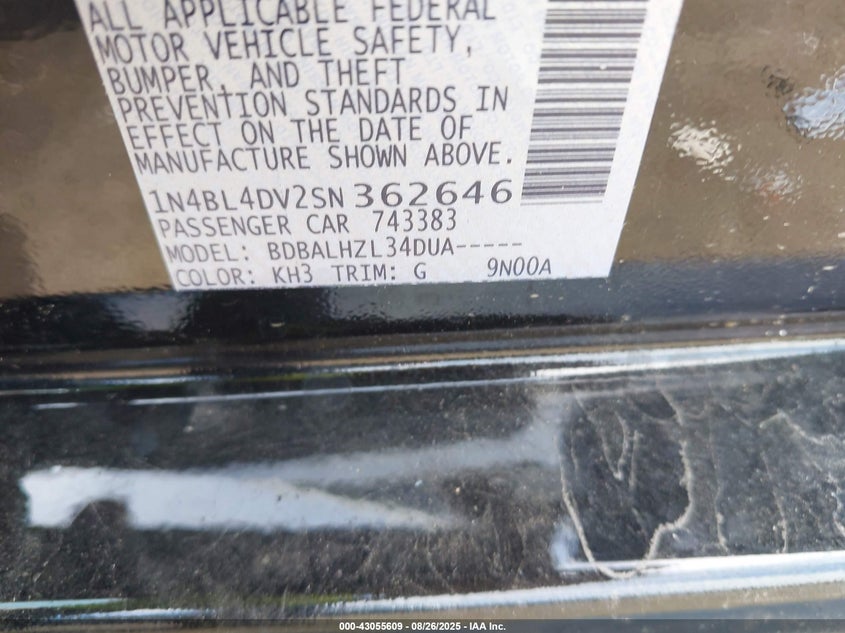 ALL APPLICABLE FEDERAL
MOTOR VEHICLE SAFETY,
BUMPER, AND THEFT
PREVENTION STANDARDS IN
EFFECT ON THE DATE OF
MANUFACTURE SHOWN ABOVE.
1N4BL4DV2SN362646
PASSENGER CAR 743383
MODEL: BDBALHZL34DUA-----
COLOR: KH3 TRIM: G 9N00A
000-43055609 - 08/26/2025 - IAA Inc.